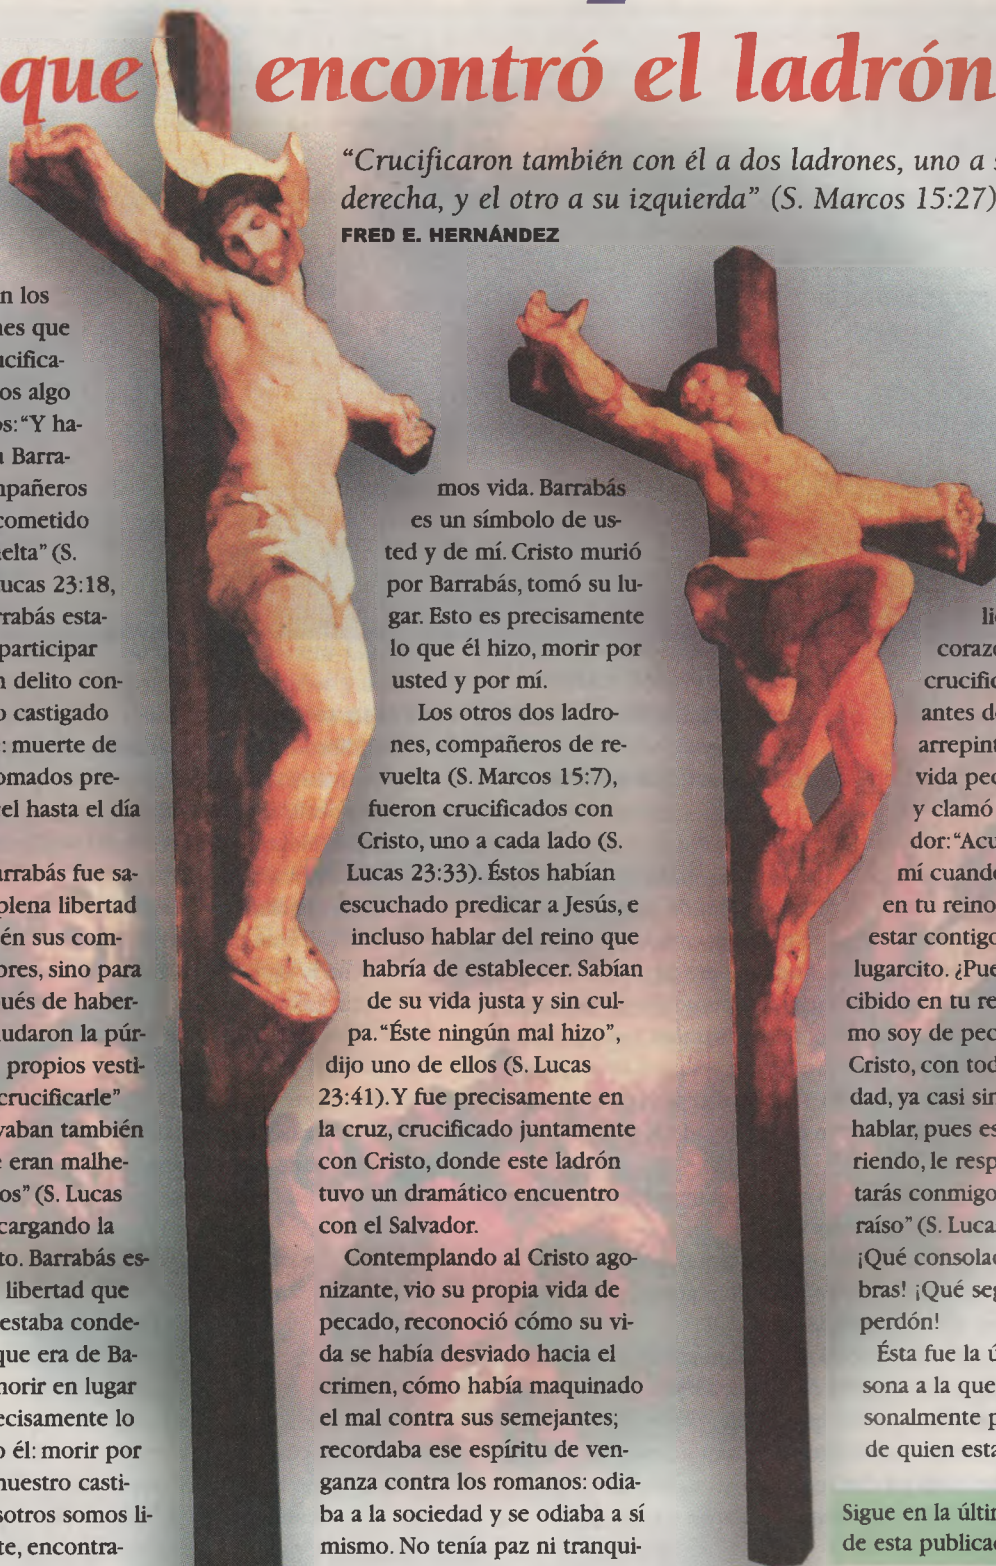 que encontró el ladrón
“Crucificaron también con él a dos ladrones, uno a s
derecha, y el otro a su izquierda” (S. Marcos 15:27)
FRED E. HERNÁNDEZ
n los
nes que
ucifica-
os algo
os: “Y ha-
a Barra-
mpañeros
cometido
elta” (S.
ucas 23:18,
rrabás esta-
participar
n delito con-
o castigado
: muerte de
omados pre-
el hasta el día
arrabás fue sa-
plena libertad
én sus com-
bres, sino para
ués de haber-
nudaron la púr-
propios vesti-
crucificarle”
vaban también
e eran malhe-
os” (S. Lucas
cargando la
to. Barrabás es-
libertad que
estaba conde-
que era de Ba-
morir en lugar
ecisamente lo
o él: morir por
nuestro casti-
sotros somos li-
te, encontra-
mos vida. Barrabás
es un símbolo de us-
ted y de mí. Cristo murió
por Barrabás, tomó su lu-
gar. Esto es precisamente
lo que él hizo, morir por
usted y por mí.
Los otros dos ladro-
nes, compañeros de re-
vuelta (S. Marcos 15:7),
fueron crucificados con
Cristo, uno a cada lado (S.
Lucas 23:33). Éstos habían
escuchado predicar a Jesús, e
incluso hablar del reino que
habría de establecer. Sabían
de su vida justa y sin cul-
pa. “Éste ningún mal hizo”,
dijo uno de ellos (S. Lucas
23:41). Y fue precisamente en
la cruz, crucificado juntamente
con Cristo, donde este ladrón
tuvo un dramático encuentro
con el Salvador.
Contemplando al Cristo ago-
nizante, vio su propia vida de
pecado, reconoció cómo su vi-
da se había desviado hacia el
crimen, cómo había maquinado
el mal contra sus semejantes;
recordaba ese espíritu de ven-
ganza contra los romanos: odia-
ba a la sociedad y se odiaba a sí
mismo. No tenía paz ni tranqui-
lid
corazó
crucific
antes de
arrepint
vida pec
y clamó
dor: “Acu
mí cuando
en tu reino
estar contigo
lugarcito. ¿Pue
cibido en tu re
mo soy de pec
Cristo, con tod
dad, ya casi sin
hablar, pues es
riendo, le resp
tarás conmigo
raíso” (S. Luca
¡Qué consolad
bras! ¡Qué seg
perdón!
Ésta fue la ú
sona a la que
sonalmente p
de quien esta
Sigue en la últim
de esta publicac